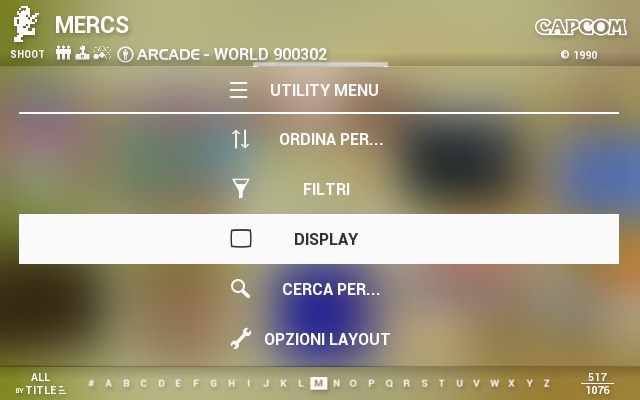 MERCS
CAPCOM
SHOOT
ARCADE - WORLD 900302
© 1990
UTILITY MENU
ORDINA PER...
FILTRI
DISPLAY
CERCA PER...
OPZIONI LAYOUT
ALL
BY TITLE
# A B C D E F G H I J K L M N O P Q R S T U V W X Y Z
517
1076